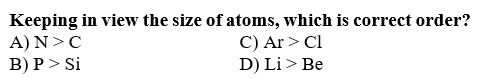 Keeping in view the size of atoms, which is correct order?
A) N > C C) Ar > Cl
B) P > Si D) Li > Be